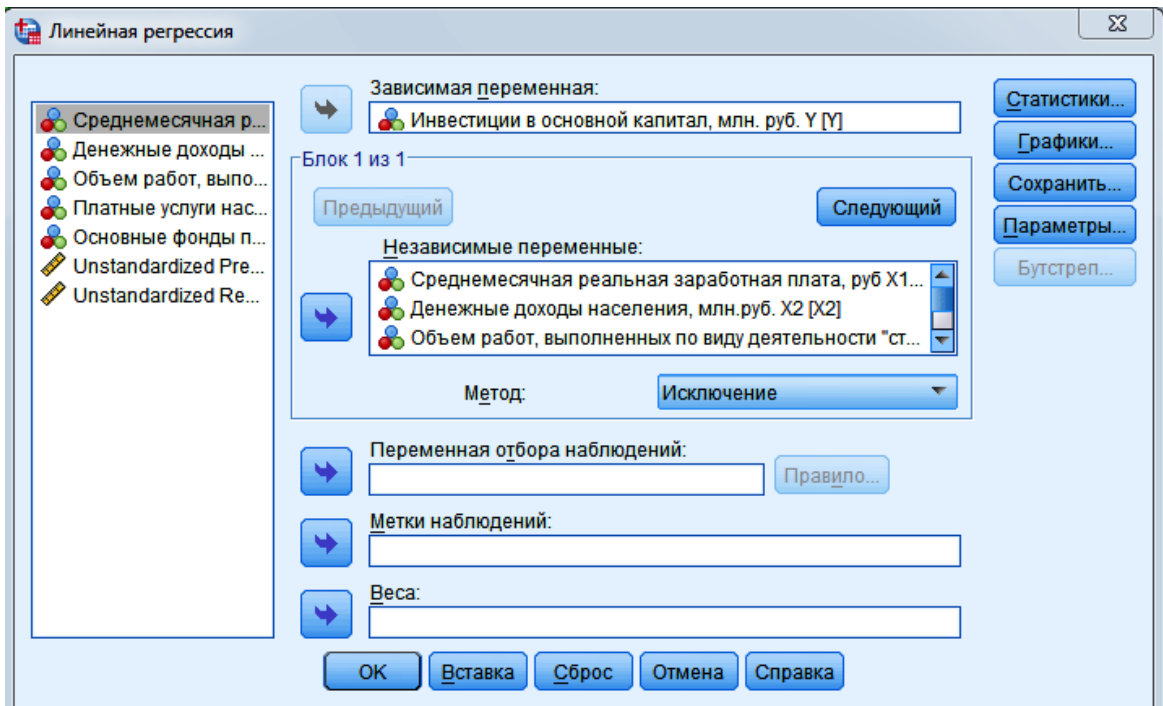 Линейная регрессия
Среднемесячная р...
Денежные доходы ...
Объем работ, выпо...
Платные услуги нас...
Основные фонды п...
Unstandardized Pre...
Unstandardized Re...
Зависимая переменная:
Инвестиции в основной капитал, млн. руб. Y [Y]
Блок 1 из 1
Предыдущий
Следующий
Независимые переменные:
Среднемесячная реальная заработная плата, руб X1...
Денежные доходы населения, млн.руб. X2 [X2]
Объем работ, выполненных по виду деятельности "ст...
Метод:
Исключение
Переменная отбора наблюдений:
Правило...
Метки наблюдений:
Веса:
Статистики...
Графики...
Сохранить...
Параметры...
Бутстреп...
OK
Вставка
Сброс
Отмена
Справка